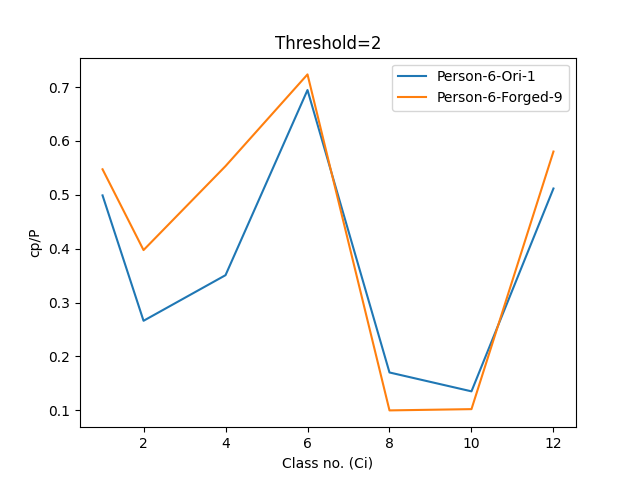 Threshold=2
Person-6-Ori-1
Person-6-Forged-9
0.7
0.6
0.5
0.4
0.3
0.2
0.1
cp/P
2 4 6 8 10 12
Class no. (Ci)